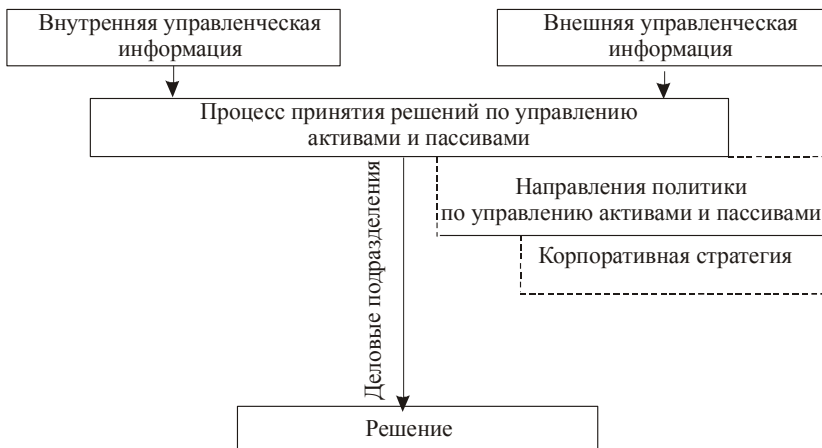 Внутренняя управленческая
информация
Внешняя управленческая
информация
Процесс принятия решений по управлению
активами и пассивами
Деловые подразделения
Направления политики
по управлению активами и пассивами
Корпоративная стратегия
Решение